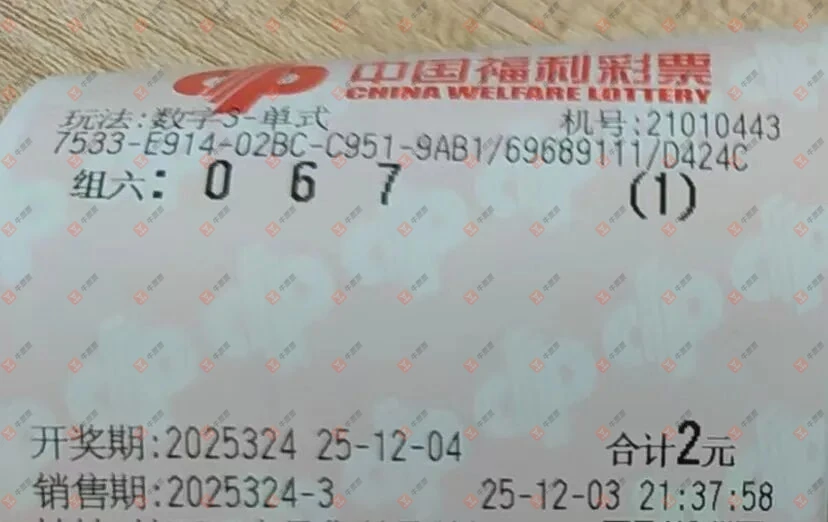 中国福利彩票
CHINA WELFARE LOTTERY
玩法:数字3-单式 机号:21010443
7533-E914-02BC-C951-9AB1/69689111/D424C
组六: 0 6 7 (1)
开奖期:2025324 25-12-04 合计2元
销售期:2025324-3 25-12-03 21:37:58